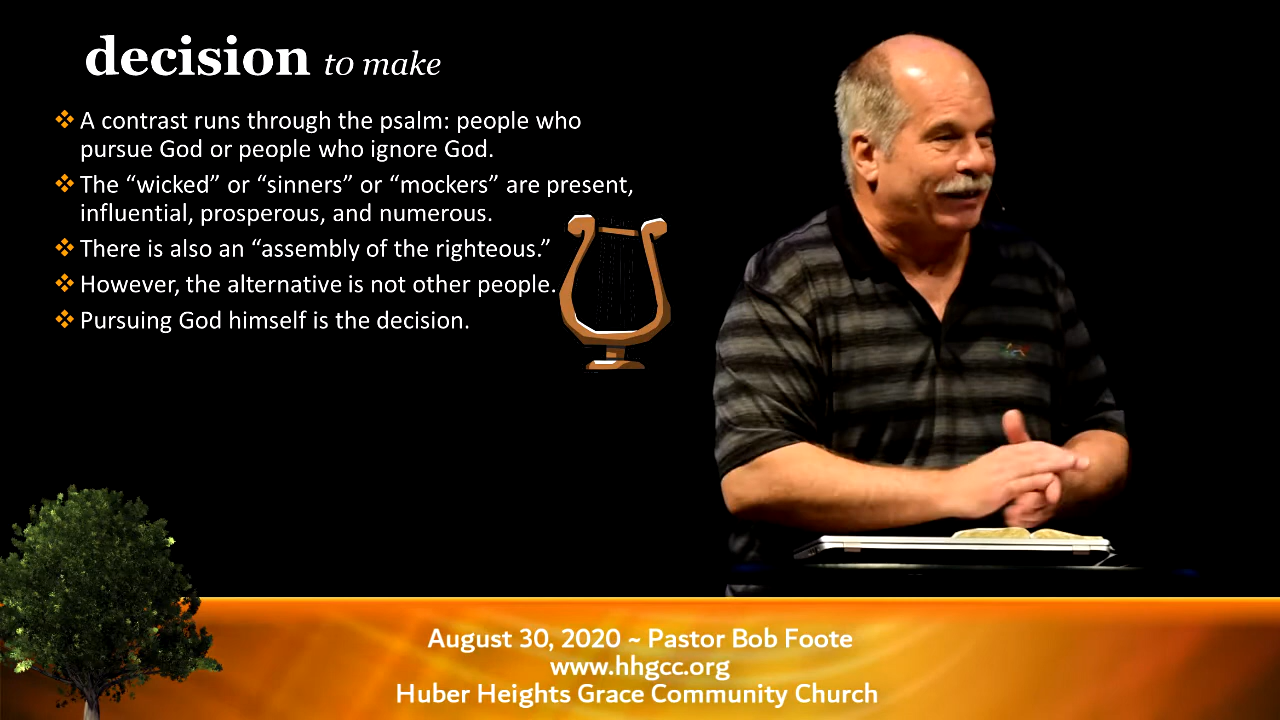 decision to make
❖ A contrast runs through the psalm: people who
pursue God or people who ignore God.
❖ The “wicked” or “sinners” or “mockers” are present,
influential, prosperous, and numerous.
❖ There is also an “assembly of the righteous.”
❖ However, the alternative is not other people.
❖ Pursuing God himself is the decision.
August 30, 2020 ~ Pastor Bob Foote
www.hhgcc.org
Huber Heights Grace Community Church